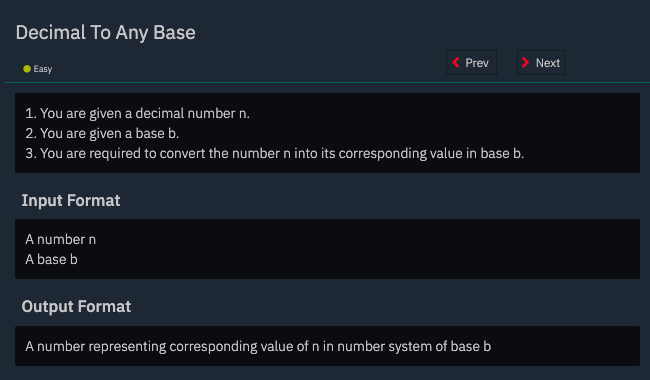 Decimal To Any Base
Easy
Prev
Next
1. You are given a decimal number n.
2. You are given a base b.
3. You are required to convert the number n into its corresponding value in base b.
Input Format
A number n
A base b
Output Format
A number representing corresponding value of n in number system of base b